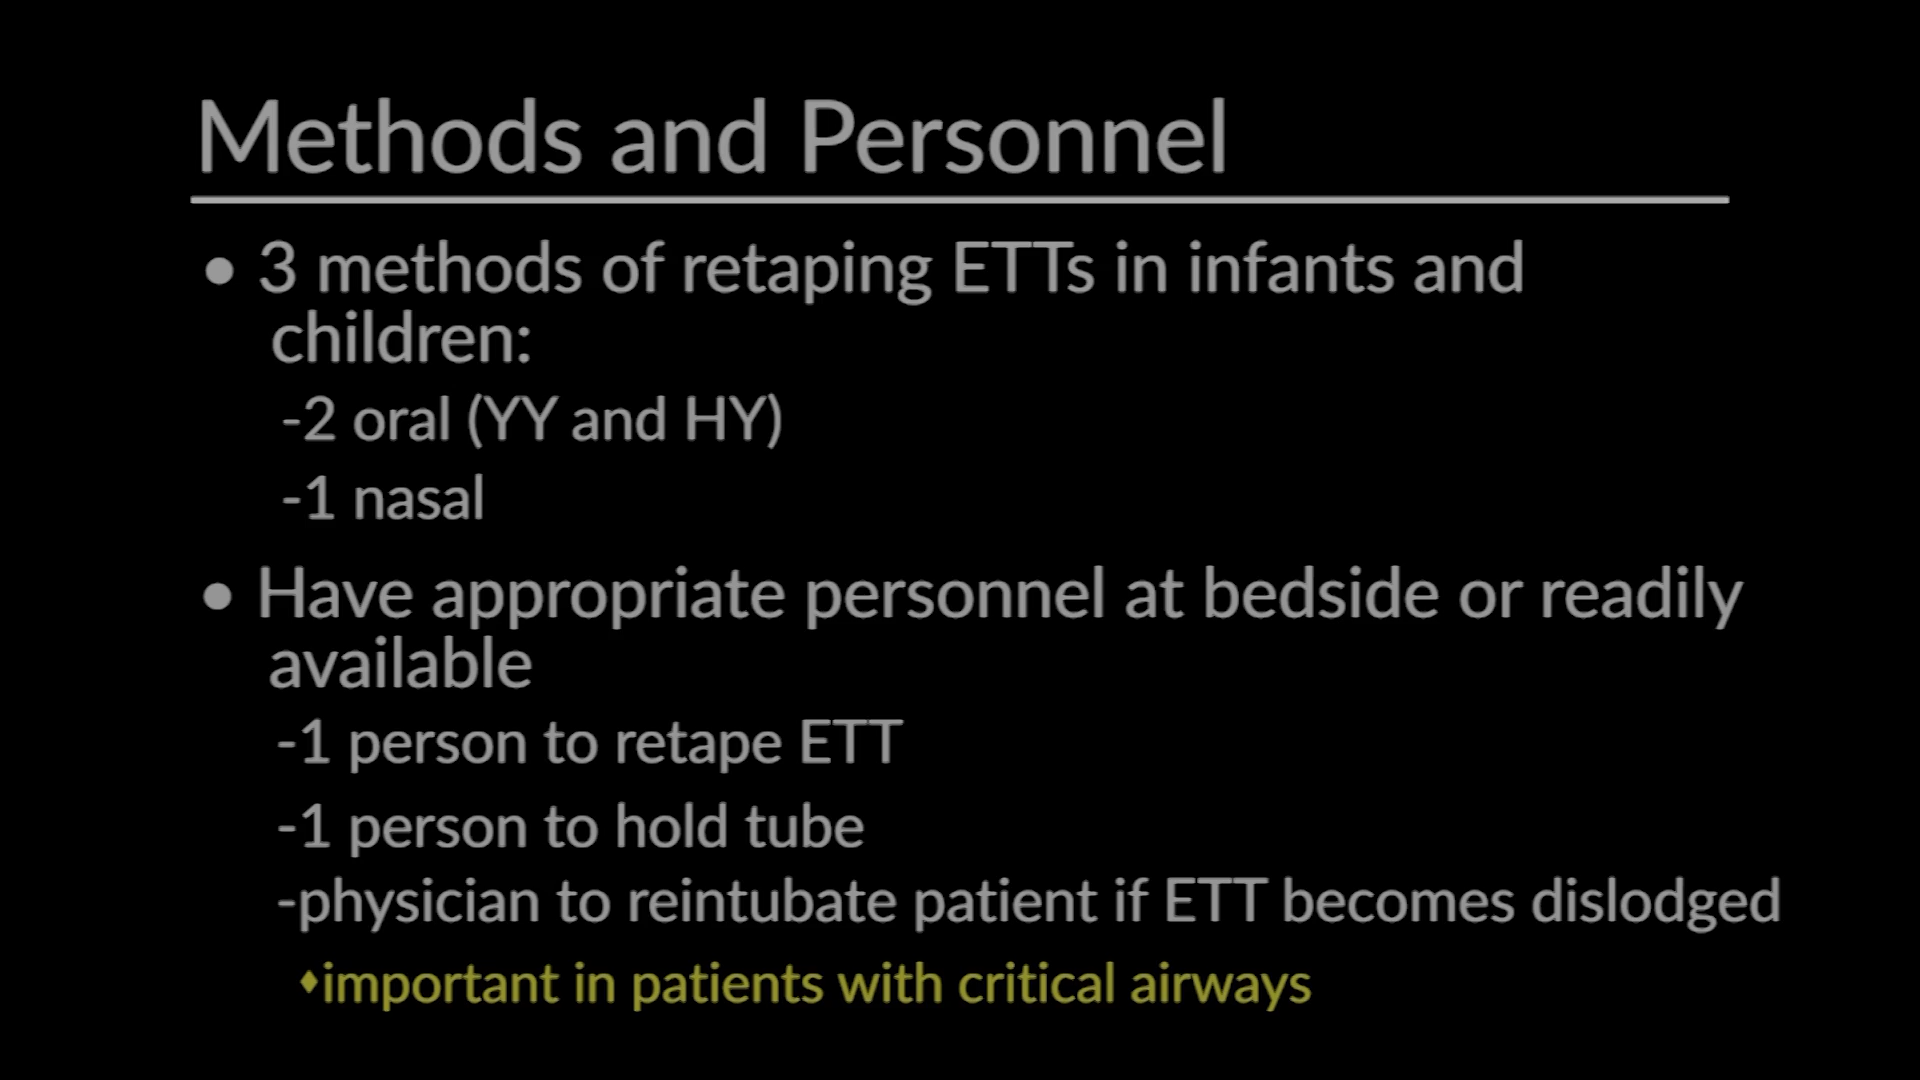 Methods and Personnel
• 3 methods of retaping ETTs in infants and
children:
-2 oral (YY and HY)
-1 nasal
• Have appropriate personnel at bedside or readily
available
-1 person to retape ETT
-1 person to hold tube
-physician to reintubate patient if ETT becomes dislodged
♦important in patients with critical airways